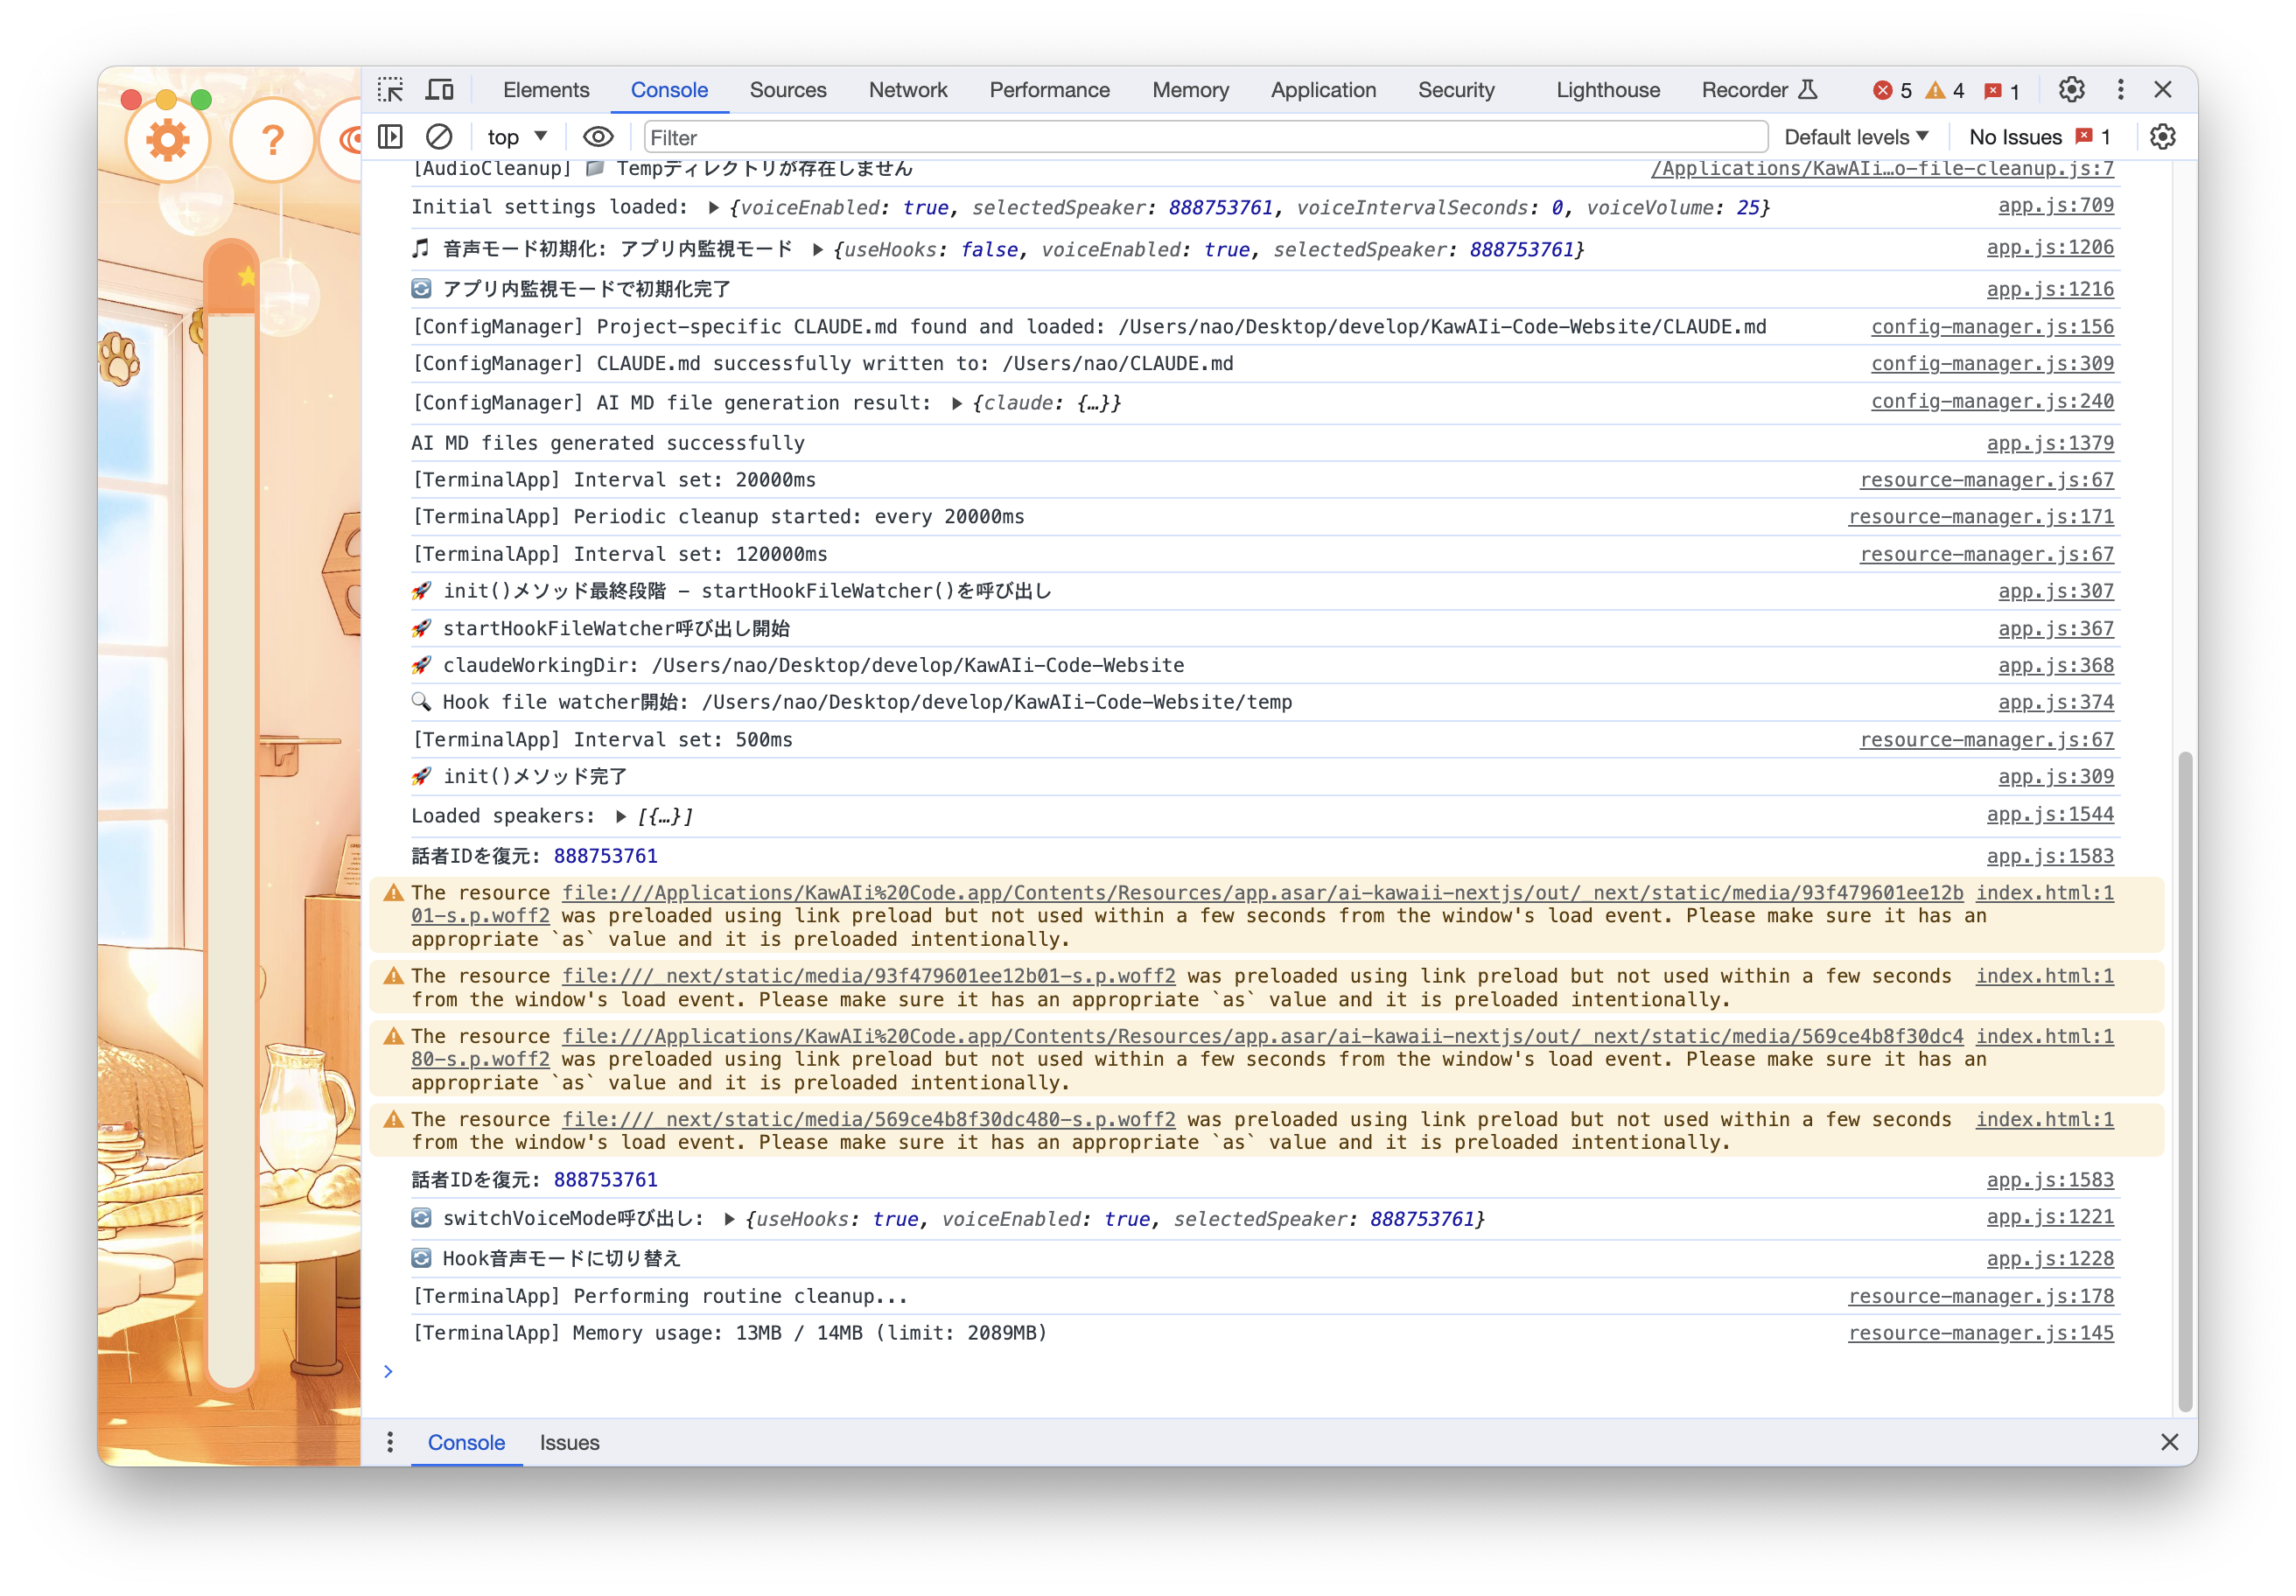 Elements Console Sources Network Performance Memory Application Security Lighthouse Recorder 5 4 1
top Filter Default levels No Issues 1
?
[AudioCleanup] 📁 Tempディレクトリが存在しません /Applications/KawAIi…o-file-cleanup.js:7
Initial settings loaded: ▶ {voiceEnabled: true, selectedSpeaker: 888753761, voiceIntervalSeconds: 0, voiceVolume: 25} app.js:709
🎵 音声モード初期化: アプリ内監視モード ▶ {useHooks: false, voiceEnabled: true, selectedSpeaker: 888753761} app.js:1206
🔄 アプリ内監視モードで初期化完了 app.js:1216
[ConfigManager] Project-specific CLAUDE.md found and loaded: /Users/nao/Desktop/develop/KawAIi-Code-Website/CLAUDE.md config-manager.js:156
[ConfigManager] CLAUDE.md successfully written to: /Users/nao/CLAUDE.md config-manager.js:309
[ConfigManager] AI MD file generation result: ▶ {claude: {…}} config-manager.js:240
AI MD files generated successfully app.js:1379
[TerminalApp] Interval set: 20000ms resource-manager.js:67
[TerminalApp] Periodic cleanup started: every 20000ms resource-manager.js:171
[TerminalApp] Interval set: 120000ms resource-manager.js:67
🚀 init()メソッド最終段階 - startHookFileWatcher()を呼び出し app.js:307
🚀 startHookFileWatcher呼び出し開始 app.js:367
🚀 claudeWorkingDir: /Users/nao/Desktop/develop/KawAIi-Code-Website app.js:368
🔍 Hook file watcher開始: /Users/nao/Desktop/develop/KawAIi-Code-Website/temp app.js:374
[TerminalApp] Interval set: 500ms resource-manager.js:67
🚀 init()メソッド完了 app.js:309
Loaded speakers: ▶ [{…}] app.js:1544
話者IDを復元: 888753761 app.js:1583
The resource file:///Applications/KawAIi%20Code.app/Contents/Resources/app.asar/ai-kawaii-nextjs/out/_next/static/media/93f479601ee12b index.html:1
01-s.p.woff2 was preloaded using link preload but not used within a few seconds from the window's load event. Please make sure it has an
appropriate `as` value and it is preloaded intentionally.
The resource file:///_next/static/media/93f479601ee12b01-s.p.woff2 was preloaded using link preload but not used within a few seconds index.html:1
from the window's load event. Please make sure it has an appropriate `as` value and it is preloaded intentionally.
The resource file:///Applications/KawAIi%20Code.app/Contents/Resources/app.asar/ai-kawaii-nextjs/out/_next/static/media/569ce4b8f30dc4 index.html:1
80-s.p.woff2 was preloaded using link preload but not used within a few seconds from the window's load event. Please make sure it has an
appropriate `as` value and it is preloaded intentionally.
The resource file:///_next/static/media/569ce4b8f30dc480-s.p.woff2 was preloaded using link preload but not used within a few seconds index.html:1
from the window's load event. Please make sure it has an appropriate `as` value and it is preloaded intentionally.
話者IDを復元: 888753761 app.js:1583
🔄 switchVoiceMode呼び出し: ▶ {useHooks: true, voiceEnabled: true, selectedSpeaker: 888753761} app.js:1221
🔄 Hook音声モードに切り替え app.js:1228
[TerminalApp] Performing routine cleanup... resource-manager.js:178
[TerminalApp] Memory usage: 13MB / 14MB (limit: 2089MB) resource-manager.js:145
Console Issues